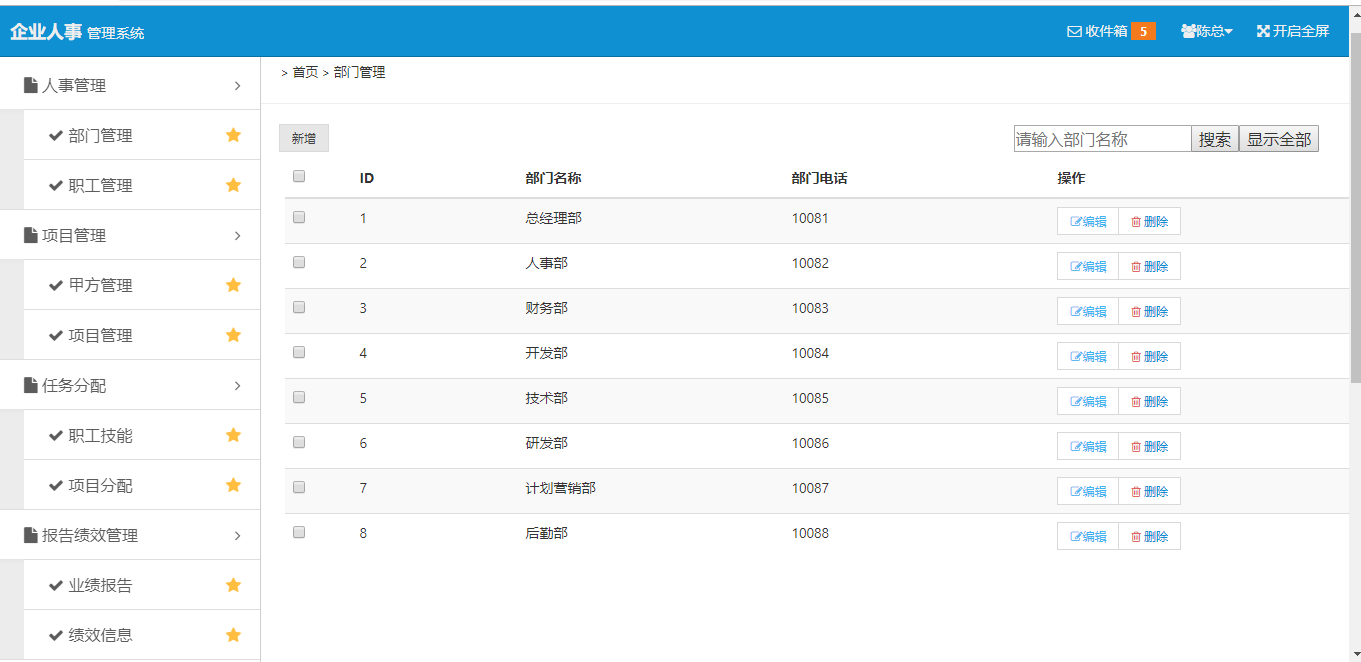 企业人事 管理系统
收件箱 5 陈总 开启全屏
人事管理
部门管理
职工管理
项目管理
甲方管理
项目管理
任务分配
职工技能
项目分配
报告绩效管理
业绩报告
绩效信息
> 首页 > 部门管理
新增 请输入部门名称 搜索 显示全部
ID 部门名称 部门电话 操作
1 总经理部 10081 编辑 删除
2 人事部 10082 编辑 删除
3 财务部 10083 编辑 删除
4 开发部 10084 编辑 删除
5 技术部 10085 编辑 删除
6 研发部 10086 编辑 删除
7 计划营销部 10087 编辑 删除
8 后勤部 10088 编辑 删除